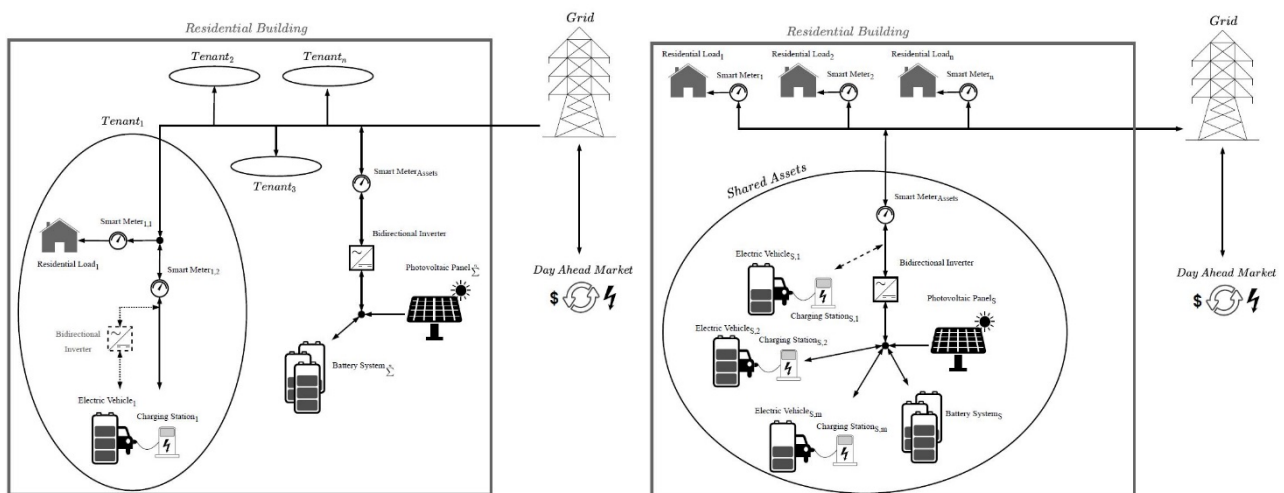 Residential Building
Grid
Tenant2
Tenantn
Tenant1
Tenant3
Smart MeterAssets
Smart Meter1,1
Residential Load1
Bidirectional Inverter
Smart Meter1,2
Photovoltaic Panel
Day Ahead Market
$
Bidirectional
Inverter
Battery System
Electric Vehicle1
Charging Station1
Residential Building
Grid
Residential Load1
Residential Load2
Residential Loadn
Smart Meter1
Smart Meter2
Smart Metern
Shared Assets
Smart MeterAssets
Electric VehicleS,1
Bidirectional Inverter
Day Ahead Market
$
Photovoltaic PanelS
Charging StationS,1
Electric VehicleS,2
Charging StationS,2
Electric VehicleS,m
Charging StationS,m
Battery SystemS